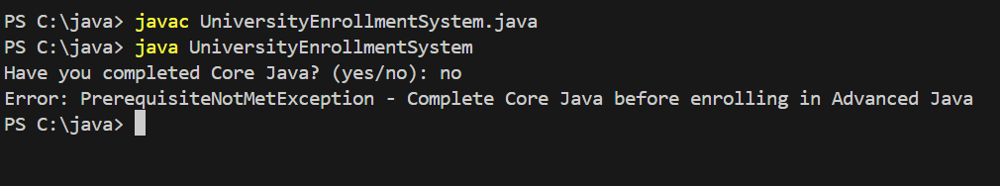 PS C:\java> javac UniversityEnrollmentSystem.java
PS C:\java> java UniversityEnrollmentSystem
Have you completed Core Java? (yes/no): no
Error: PrerequisiteNotMetException - Complete Core Java before enrolling in Advanced Java
PS C:\java>